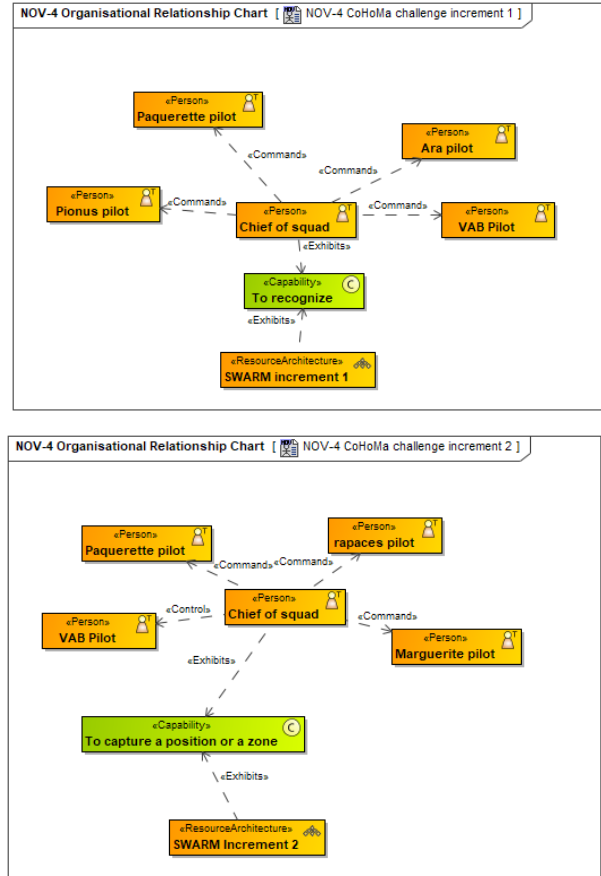 NOV-4 Organisational Relationship Chart [ NOV-4 CoHoMa challenge increment 1 ]
«Person»
Paquerette pilot
«Person»
Ara pilot
«Command»
«Command»
«Person»
Pionus pilot
«Command»
«Person»
Chief of squad
«Command»
«Person»
VAB Pilot
«Exhibits»
«Capability»
C
To recognize
«Exhibits»
«ResourceArchitecture»
SWARM increment 1
NOV-4 Organisational Relationship Chart [ NOV-4 CoHoMa challenge increment 2 ]
«Person»
Paquerette pilot
«Person»
rapaces pilot
«Command»
«Command»
«Person»
VAB Pilot
«Control»
«Person»
Chief of squad
«Command»
«Person»
Marguerite pilot
«Exhibits»
«Capability»
C
To capture a position or a zone
«Exhibits»
«ResourceArchitecture»
SWARM Increment 2